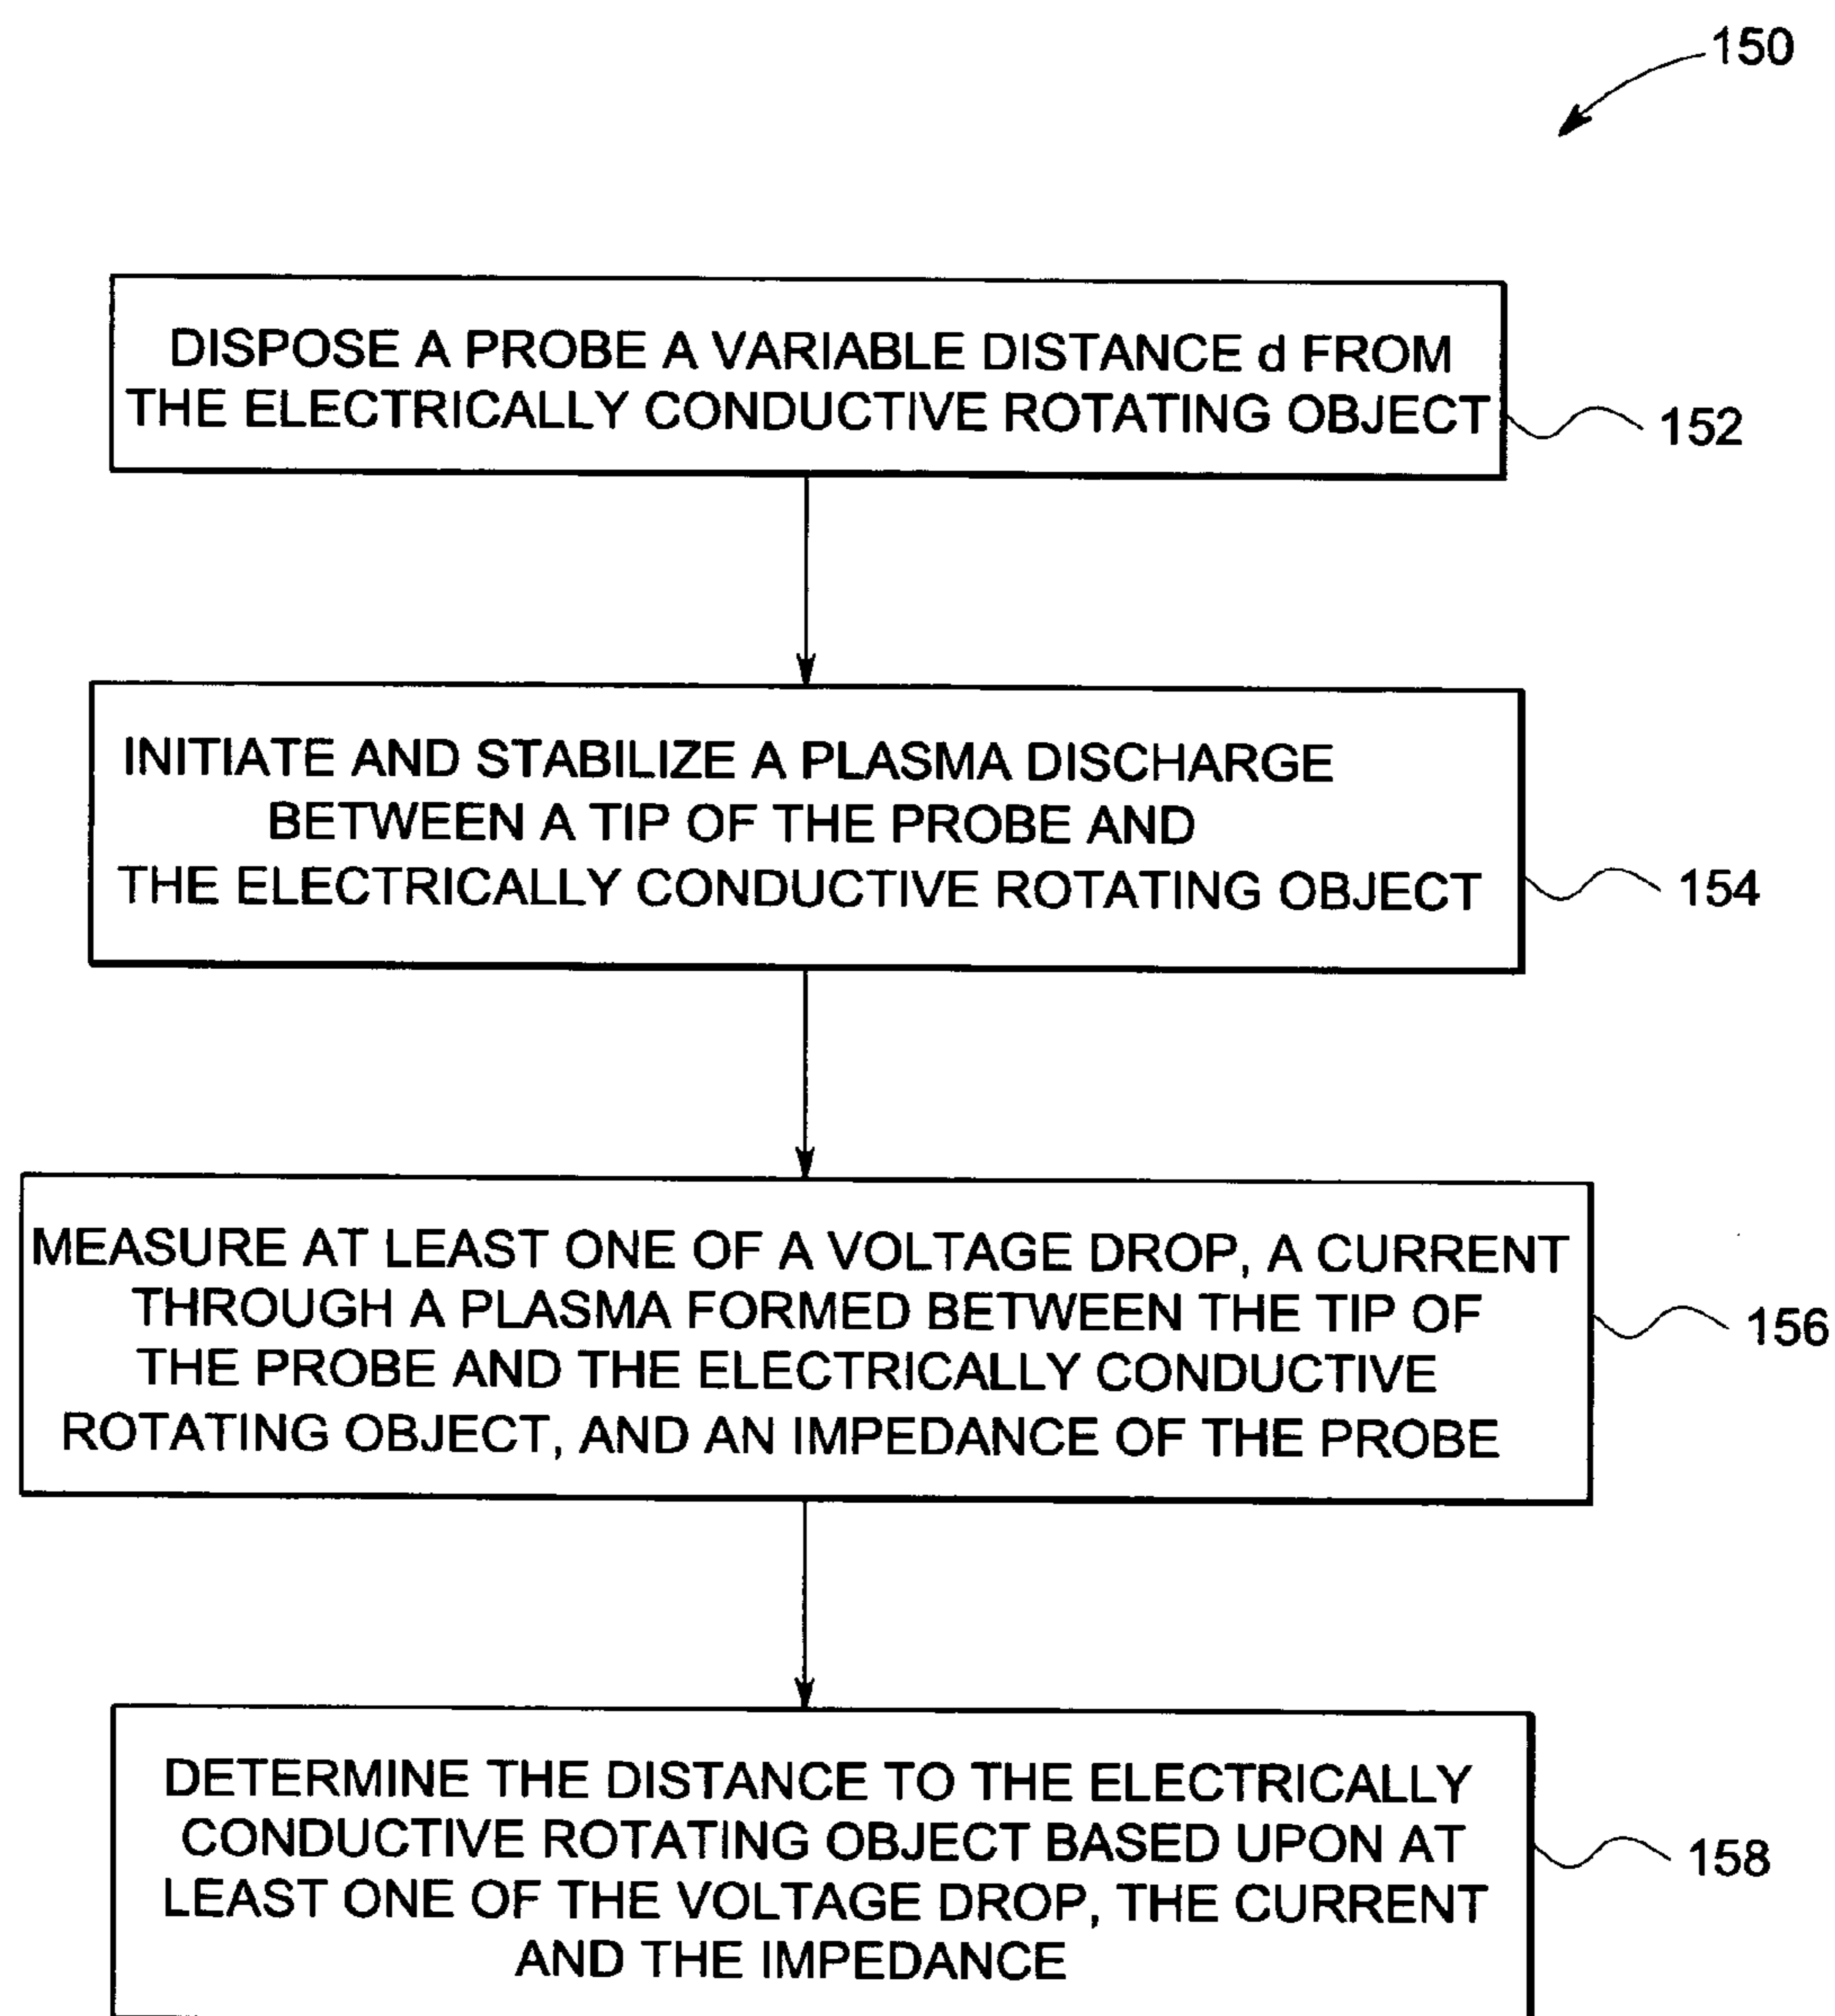 150
DISPOSE A PROBE A VARIABLE DISTANCE d FROM
THE ELECTRICALLY CONDUCTIVE ROTATING OBJECT
152
INITIATE AND STABILIZE A PLASMA DISCHARGE
BETWEEN A TIP OF THE PROBE AND
THE ELECTRICALLY CONDUCTIVE ROTATING OBJECT
154
MEASURE AT LEAST ONE OF A VOLTAGE DROP, A CURRENT
THROUGH A PLASMA FORMED BETWEEN THE TIP OF
THE PROBE AND THE ELECTRICALLY CONDUCTIVE
ROTATING OBJECT, AND AN IMPEDANCE OF THE PROBE
156
DETERMINE THE DISTANCE TO THE ELECTRICALLY
CONDUCTIVE ROTATING OBJECT BASED UPON AT
LEAST ONE OF THE VOLTAGE DROP, THE CURRENT
AND THE IMPEDANCE
158